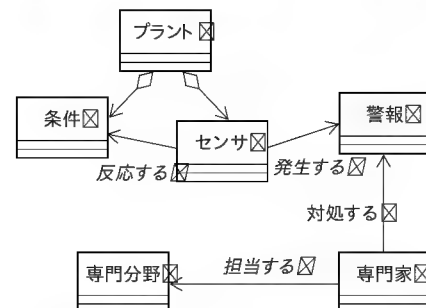 プラント
条件
センサ
警報
反応する
発生する
対処する
専門分野
担当する
専門家